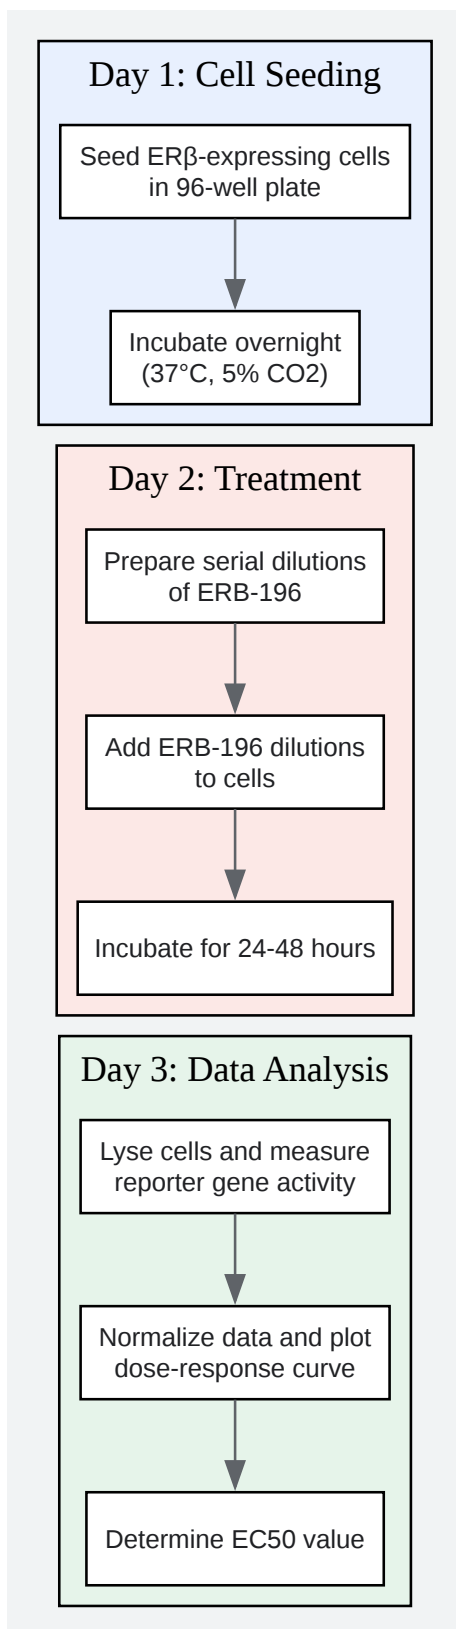 Day 1: Cell Seeding
Seed ERβ-expressing cells
in 96-well plate
Incubate overnight
(37°C, 5% CO2)
Day 2: Treatment
Prepare serial dilutions
of ERB-196
Add ERB-196 dilutions
to cells
Incubate for 24-48 hours
Day 3: Data Analysis
Lyse cells and measure
reporter gene activity
Normalize data and plot
dose-response curve
Determine EC50 value